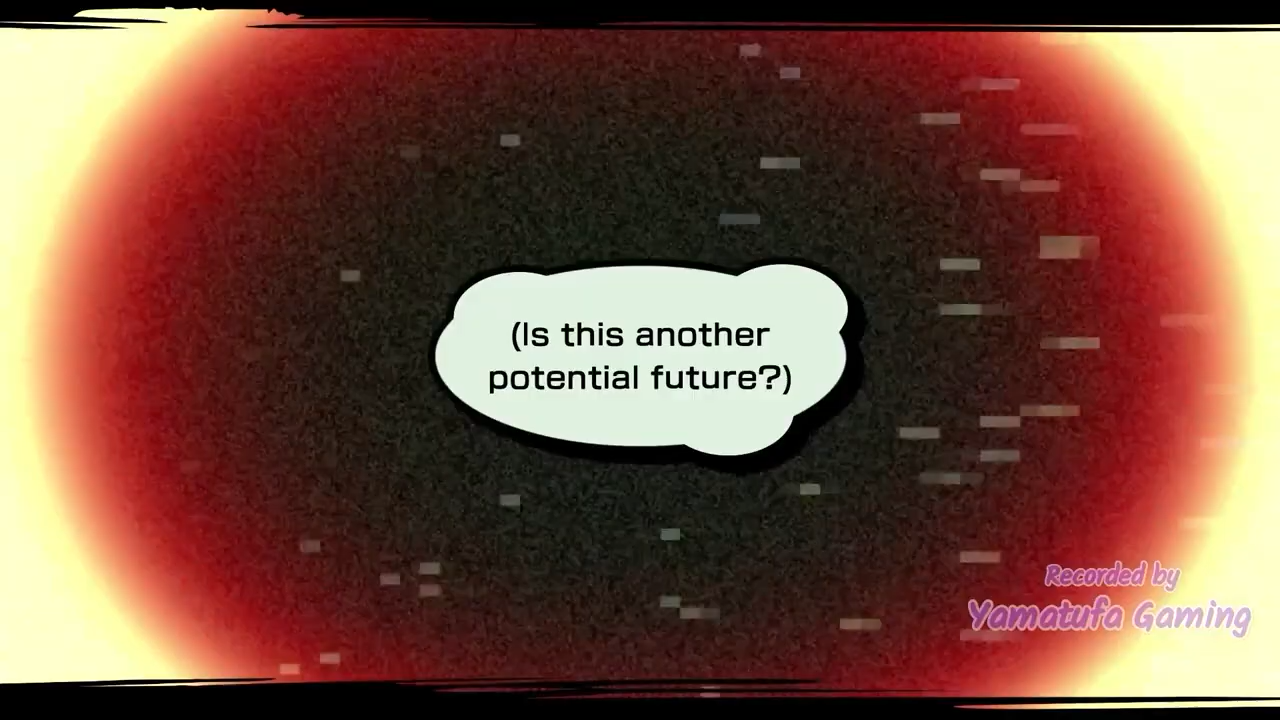 (Is this another
potential future?)
Recorded by
Yamatufa Gaming